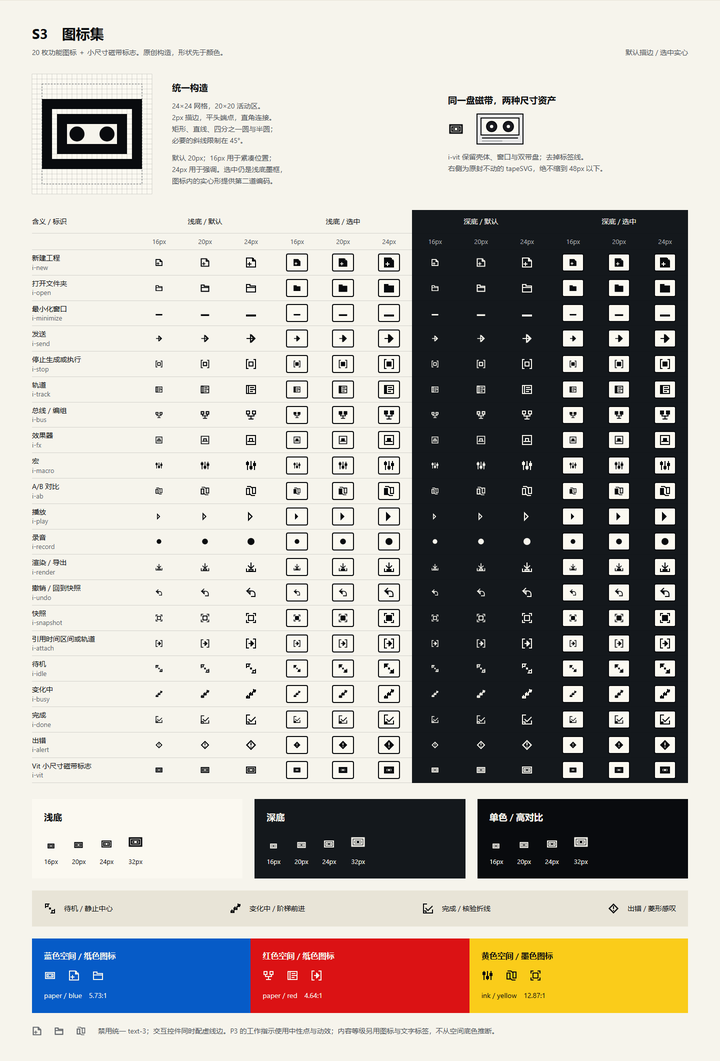 S3 图标集
20 枚功能图标 + 小尺寸磁带标志。原创构造，形状先于颜色。
默认描边 / 选中实心
统一构造
24×24 网格，20×20 活动区。
2px 描边，平头端点，直角连接。
矩形、直线、四分之一圆与半圆；
必要的斜线限制在 45°。
默认 20px；16px 用于紧凑位置；
24px 用于强调。选中仍是浅底墨框，
图标内的实心形提供第二道编码。
同一盘磁带，两种尺寸资产
i-vit 保留壳体、窗口与双带盘；去掉标签线。
右侧为原封不动的 tapeSVG，绝不缩到 48px 以下。
含义 / 标识
浅底 / 默认
浅底 / 选中
深底 / 默认
深底 / 选中
16px 20px 24px 16px 20px 24px 16px 20px 24px 16px 20px 24px
新建工程
i-new
打开文件夹
i-open
最小化窗口
i-minimize
发送
i-send
停止生成或执行
i-stop
轨道
i-track
总线 / 编组
i-bus
效果器
i-fx
宏
i-macro
A/B 对比
i-ab
播放
i-play
录音
i-record
渲染 / 导出
i-render
撤销 / 回到快照
i-undo
快照
i-snapshot
引用时间区间或轨道
i-attach
待机
i-idle
变化中
i-busy
完成
i-done
出错
i-alert
Vit 小尺寸磁带标志
i-vit
浅底
16px 20px 24px 32px
深底
16px 20px 24px 32px
单色 / 高对比
16px 20px 24px 32px
待机 / 静止中心
变化中 / 阶梯前进
完成 / 核验折线
出错 / 菱形感叹
蓝色空间 / 纸色图标
paper / blue 5.73:1
红色空间 / 纸色图标
paper / red 4.64:1
黄色空间 / 墨色图标
ink / yellow 12.87:1
禁用统一 text-3；交互控件同时配虚线边。P3 的工作指示使用中性点与动效；内容等级另用图标与文字标签，不从空间底色推断。